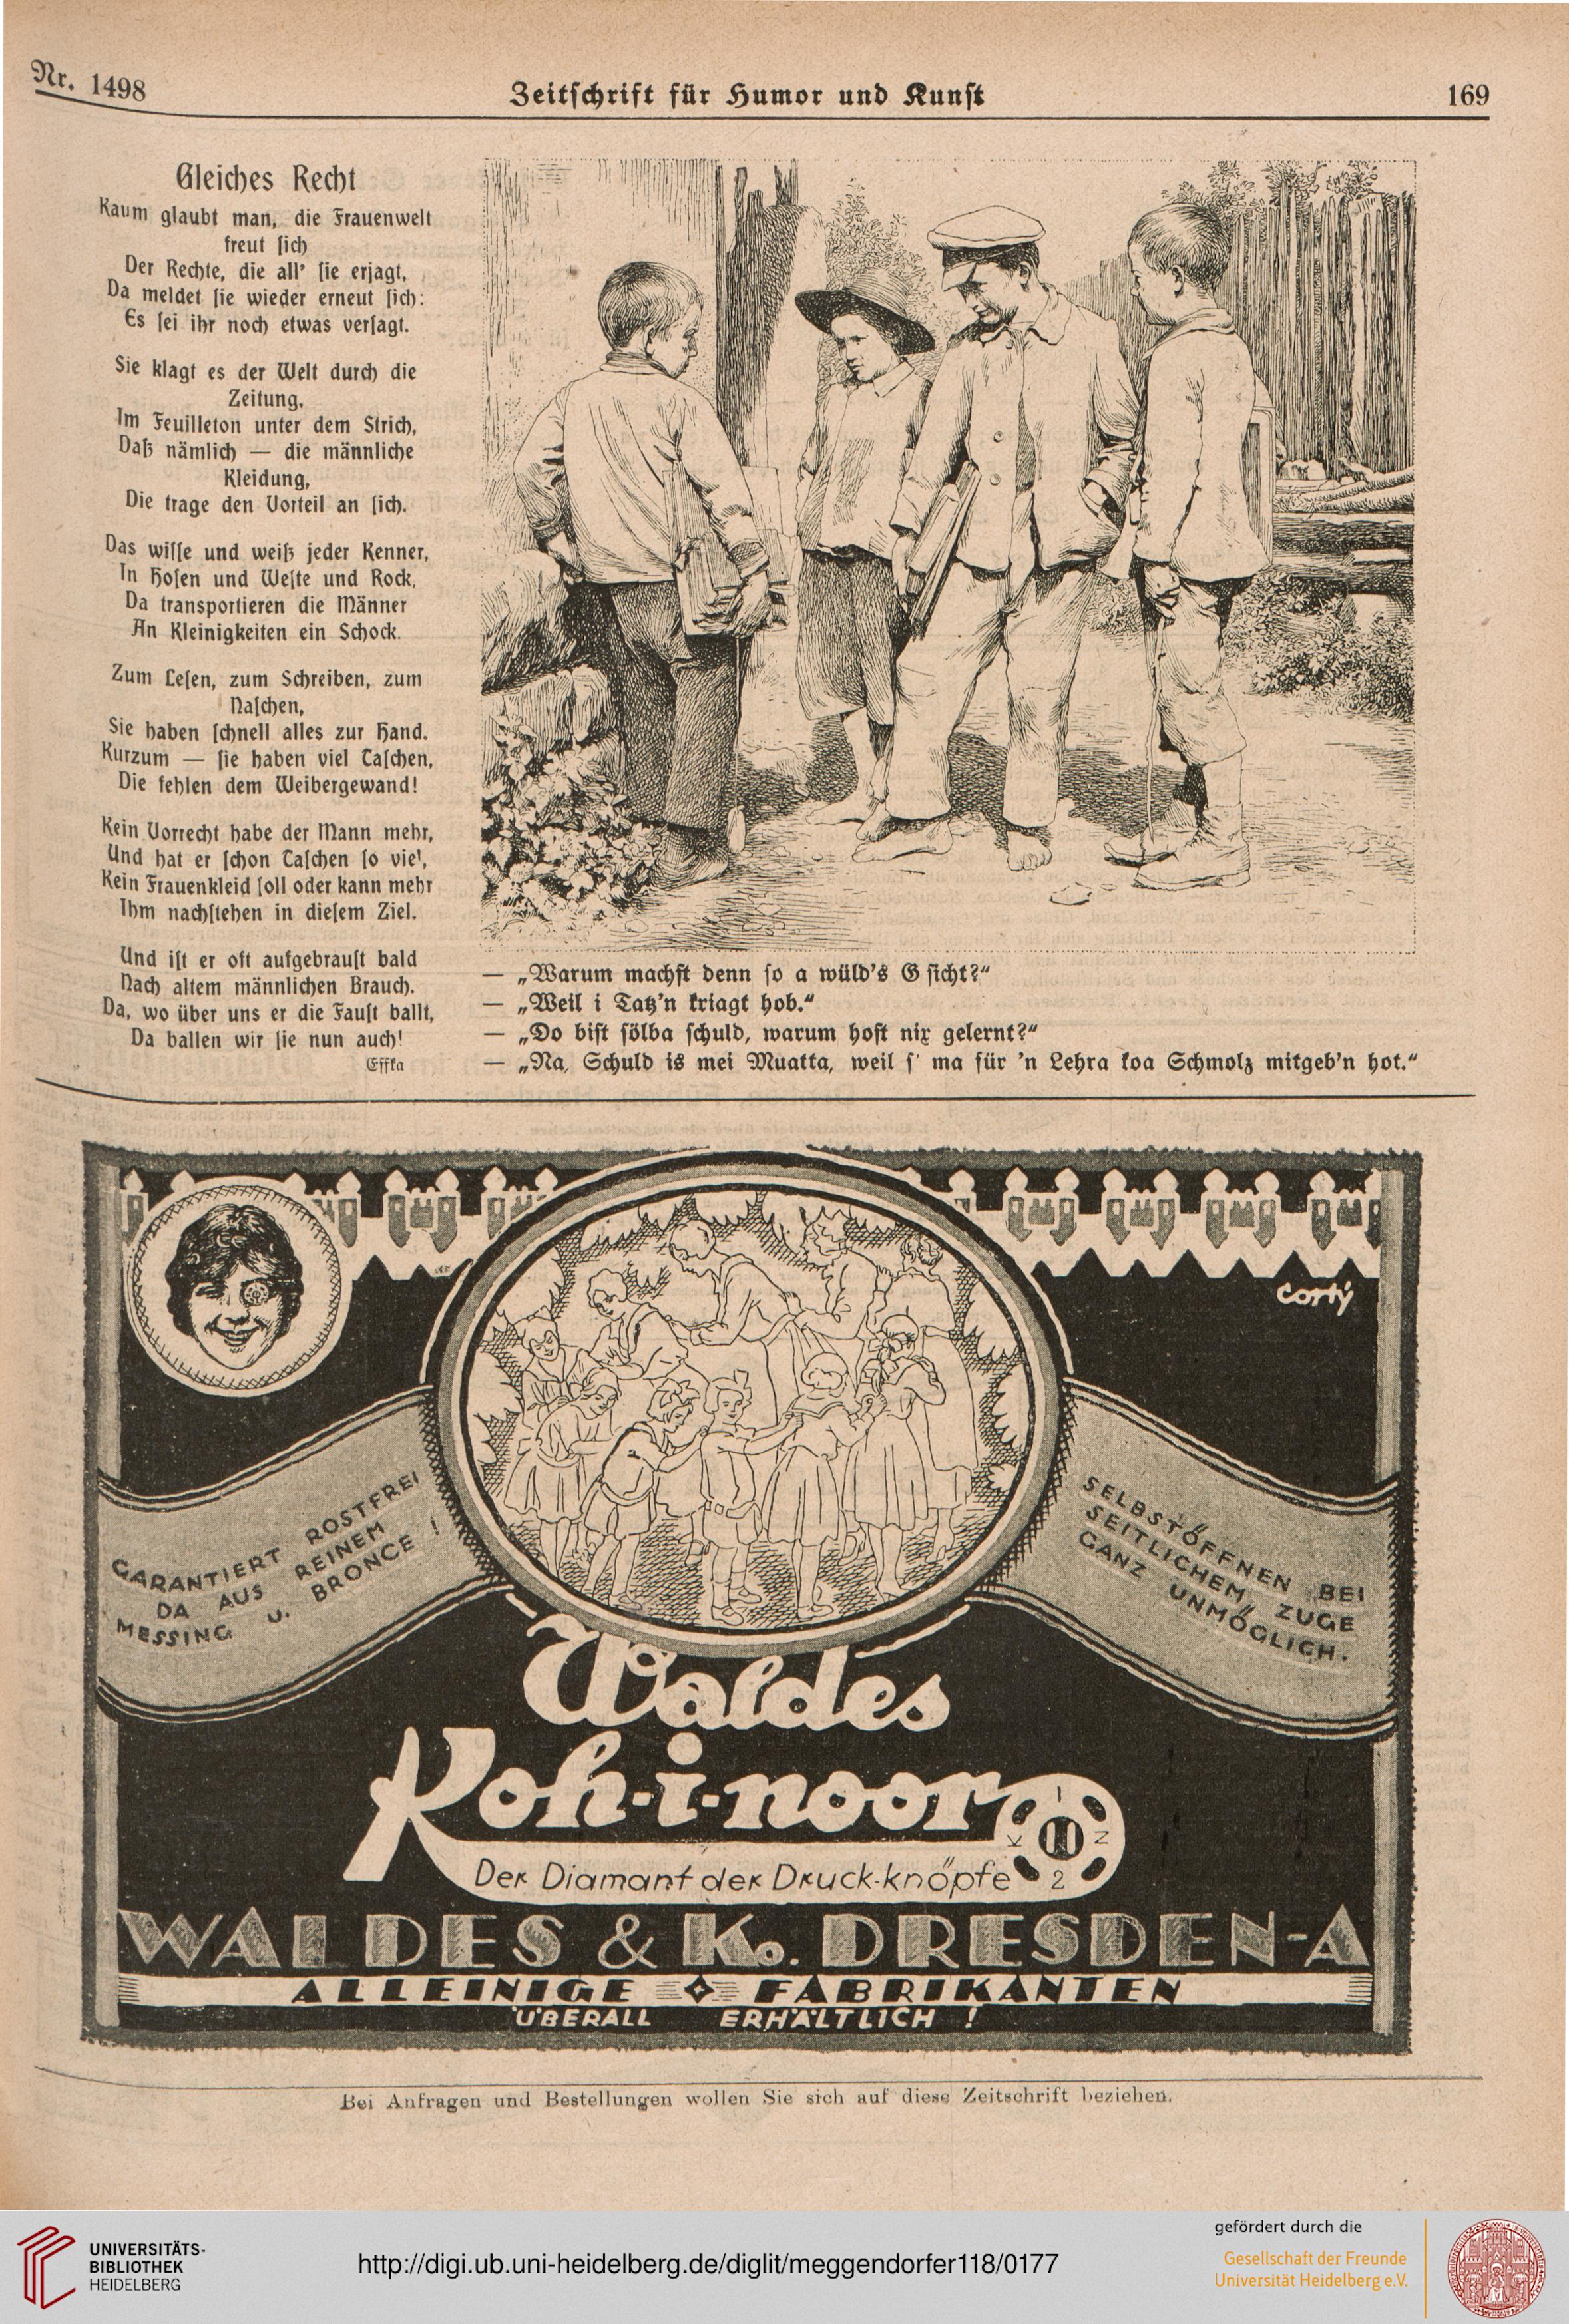 Nr. 1498
Zeitschrift für Humor und Kunst
169
Gleiches Recht
Kaum glaubt man, die Frauenwelt
freut sich
Der Rechte, die all' sie erjagt,
Da meldet sie wieder erneut sich:
Es sei ihr noch etwas versagt.
Sie klagt es der Welt durch die
Zeitung,
Im Feuilleton unter dem Strich,
Daß nämlich — die männliche
Kleidung,
Die trage den Vorteil an sich.
Das wisse und weiß jeder Kenner,
In Hosen und Weste und Rock,
Da transportieren die Männer
An Kleinigkeiten ein Schock.
Zum Lesen, zum Schreiben, zum
Naschen,
Sie haben schnell alles zur Hand.
Kurzum — sie haben viel Taschen,
Die fehlen dem Weibergewand!
Kein Vorrecht habe der Mann mehr,
Und hat er schon Taschen so viel,
Kein Frauenkleid soll oder kann mehr
Ihm nachstehen in diesem Ziel.
Und ist er oft aufgebraust bald
Nach altem männlichen Brauch.
Da, wo über uns er die Faust ballt,
Da ballen wir sie nun auch!
Effka
— „Warum machst denn so a wüld's G'sicht?“
— „Weil i Tatz'n kriagt hob.“
— „Do bist sölba schuld, warum host nix gelernt?“
— „Na, Schuld is mei Muatta, weil s' ma für 'n Lehra koa Schmolz mitgeb'n hot.“
Corty
GARANTIERT ROSTFREI
DA AUS REINEM
MESSING U. BRONCE!
SELBSTÖFFNEN BEI
„SEITLICHEM“ ZUGE
GANZ UNMÖGLICH.
Waldes
Koh-i-noor
K N 2
Der Diamant der Druck-knöpfe
WALDES & Ko. DRESDEN-A
ALLEINIGE FABRIKANTEN
ÜBERALL ERHÄLTLICH!
Bei Anfragen und Bestellungen wollen Sie sich auf diese Zeitschrift beziehen.
UNIVERSITÄTS-
BIBLIOTHEK
HEIDELBERG
http://digi.ub.uni-heidelberg.de/diglit/meggendorfer118/0177
gefördert durch die
Gesellschaft der Freunde
Universität Heidelberg e.V.